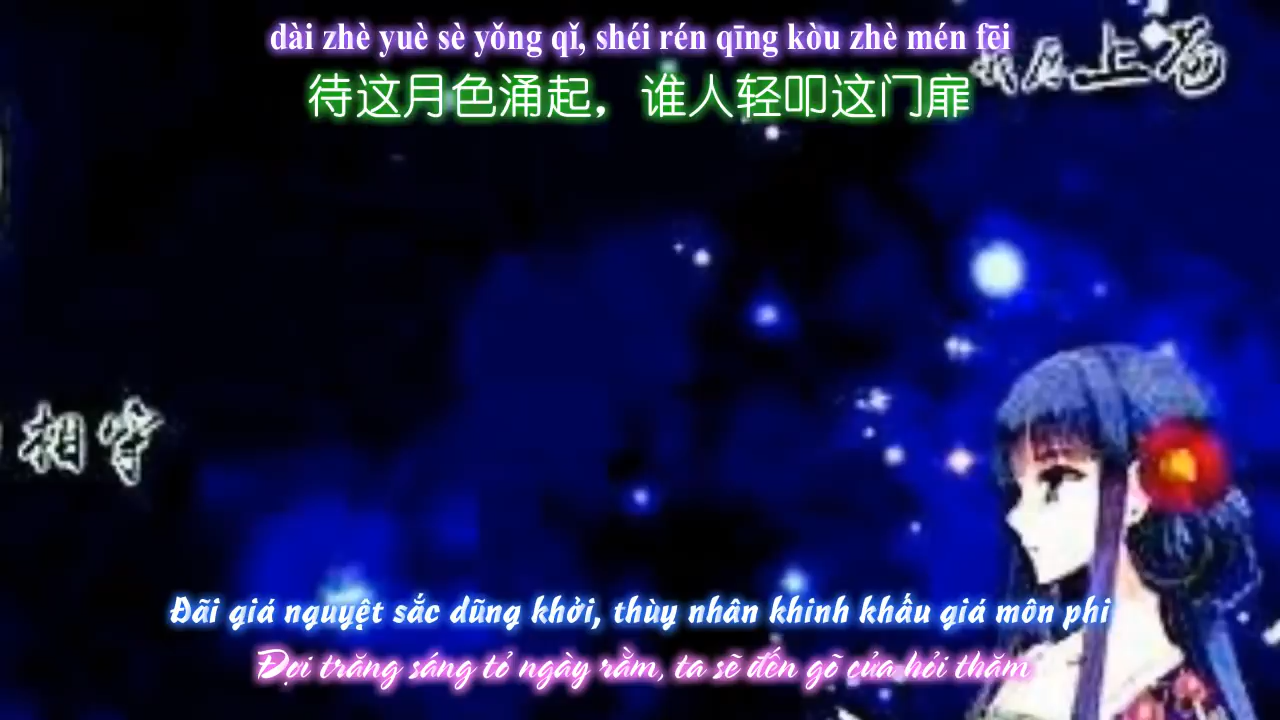 dài zhè yuè sè yǒng qǐ, shéi rén qīng kòu zhè mén fēi
待这月色涌起，谁人轻叩这门扉
Đãi giá nguyệt sắc dũng khởi, thùy nhân khinh khấu giá môn phi
Đợi trăng sáng tỏ ngày rằm, ta sẽ đến gõ cửa hỏi thăm